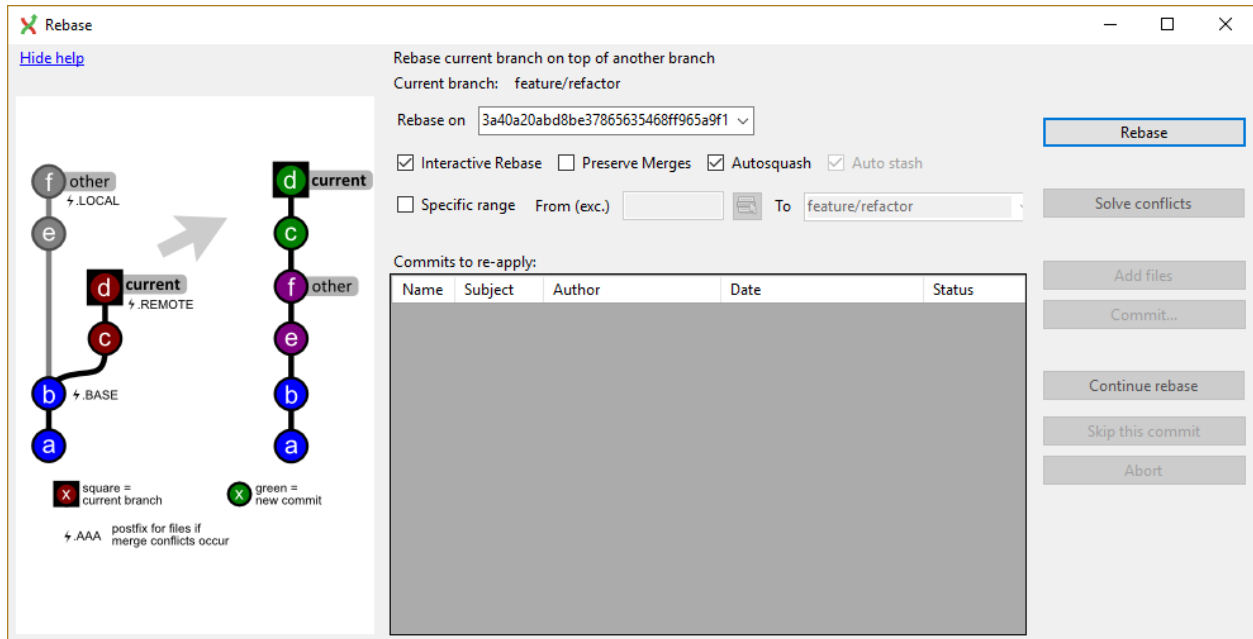 Rebase
Hide help
Rebase current branch on top of another branch
Current branch: feature/refactor
Rebase on 3a40a20abd8be37865635468ff965a9f1
Rebase
Interactive Rebase Preserve Merges Autosquash Auto stash
Specific range From (exc.) To feature/refactor
Solve conflicts
Commits to re-apply:
Name Subject Author Date Status
Add files
Commit...
Continue rebase
Skip this commit
Abort
f other
⚡.LOCAL
e
d current
⚡.REMOTE
c
b ⚡.BASE
a
d current
c
f other
e
b
a
x square =
current branch
x green =
new commit
⚡.AAA postfix for files if
merge conflicts occur